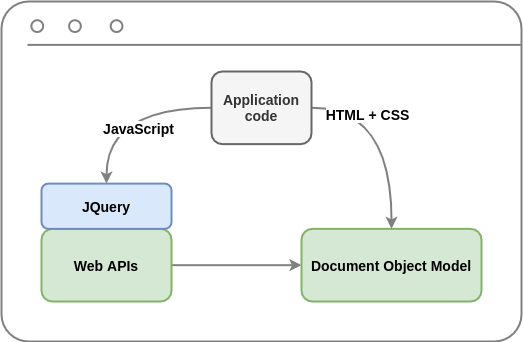 Application
code
JavaScript
HTML + CSS
JQuery
Web APIs
Document Object Model